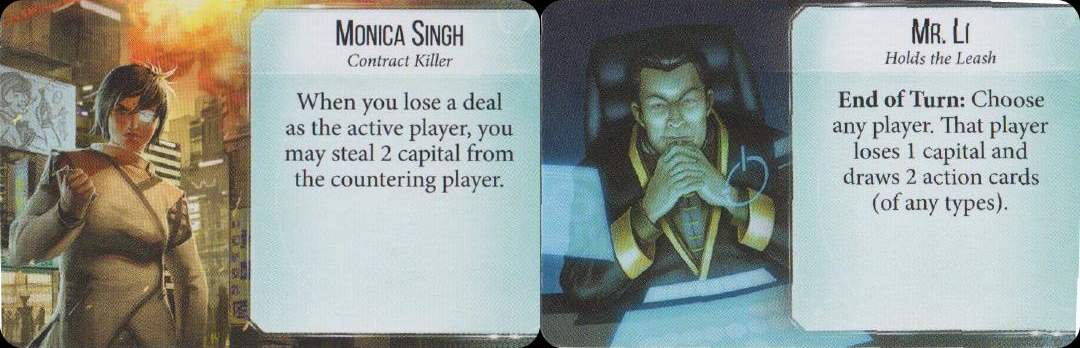 Monica Singh
Contract Killer
When you lose a deal
as the active player, you
may steal 2 capital from
the countering player.
Mr. Li
Holds the Leash
End of Turn: Choose
any player. That player
loses 1 capital and
draws 2 action cards
(of any types).